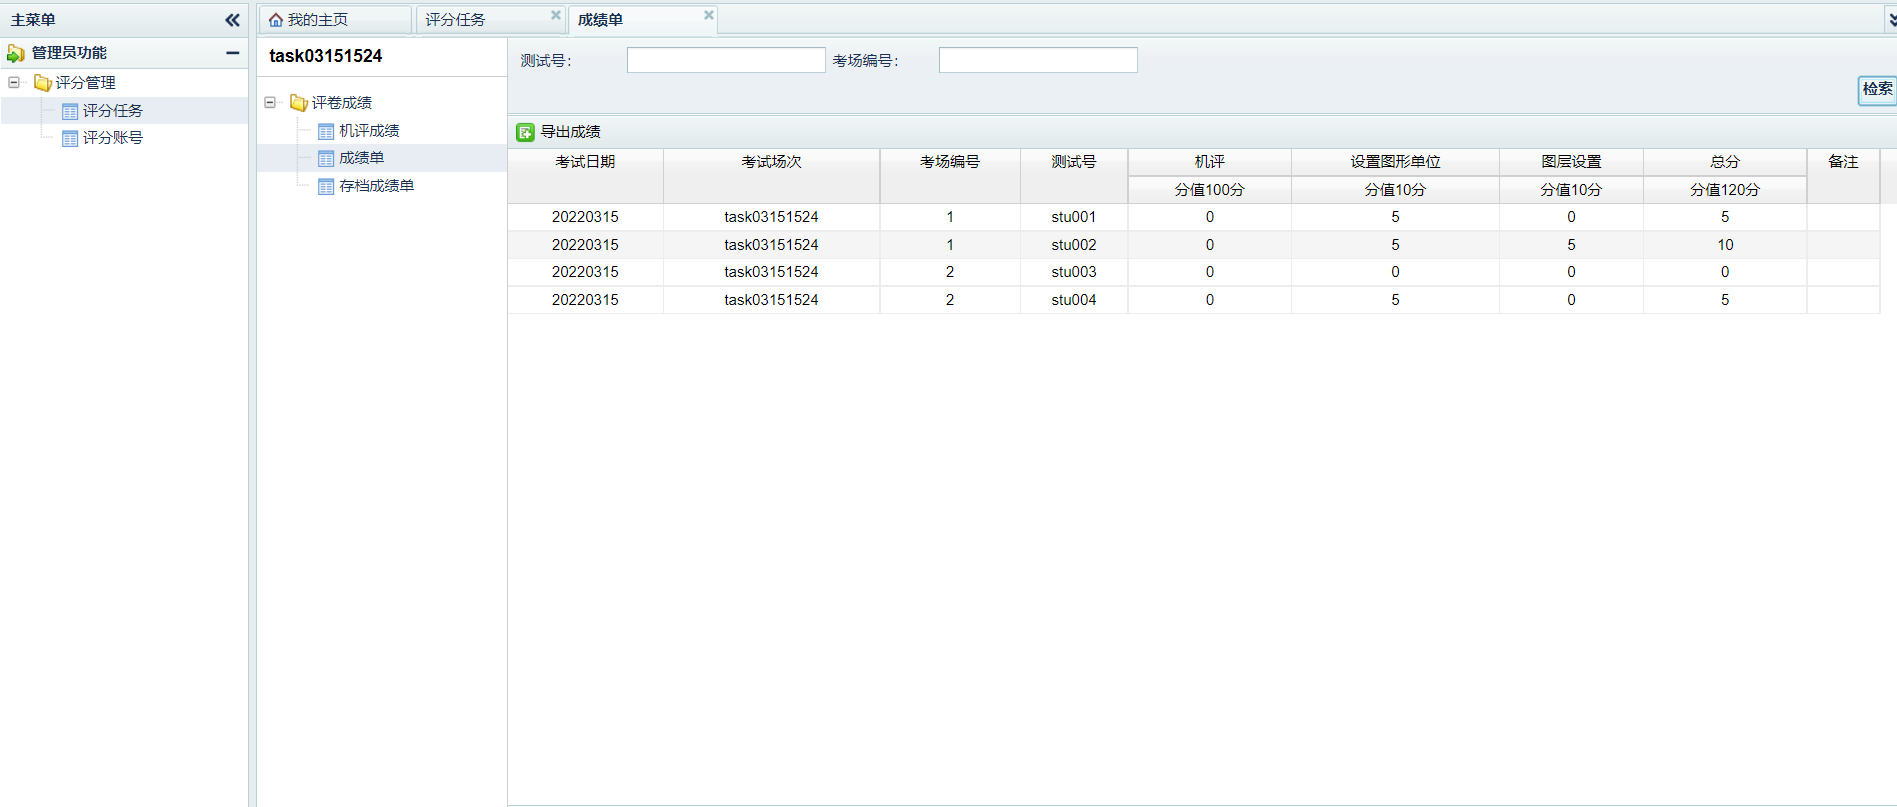 主菜单
管理员功能
评分管理
评分任务
评分账号
我的主页 评分任务 成绩单
task03151524
评卷成绩
机评成绩
成绩单
存档成绩单
测试号： 考场编号：
检索
导出成绩
考试日期 考试场次 考场编号 测试号 机评 设置图形单位 图层设置 总分 备注
分值100分 分值10分 分值10分 分值120分
20220315 task03151524 1 stu001 0 5 0 5
20220315 task03151524 1 stu002 0 5 5 10
20220315 task03151524 2 stu003 0 0 0 0
20220315 task03151524 2 stu004 0 5 0 5